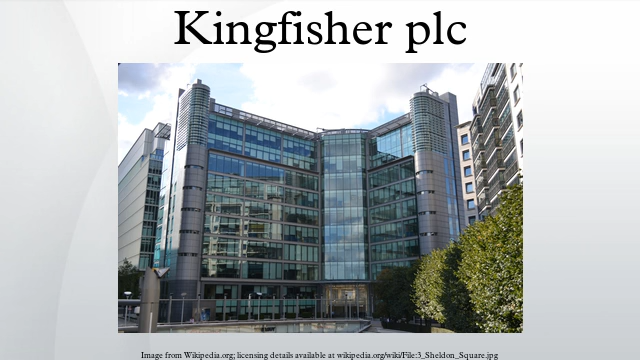 Kingfisher plc
Image from Wikipedia.org; licensing details available at wikipedia.org/wiki/File:3_Sheldon_Square.jpg